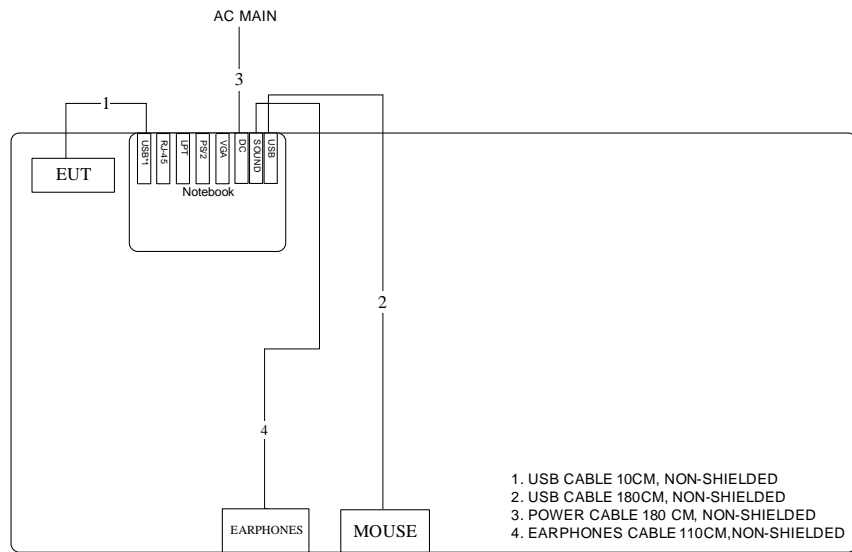 AC MAIN
3
1
USB*1
RJ-45
LPT
PS/2
VGA
DC
SOUND
USB
EUT
Notebook
2
4
EARPHONES
MOUSE
1. USB CABLE 10CM, NON-SHIELDED
2. USB CABLE 180CM, NON-SHIELDED
3. POWER CABLE 180 CM, NON-SHIELDED
4. EARPHONES CABLE 110CM,NON-SHIELDED